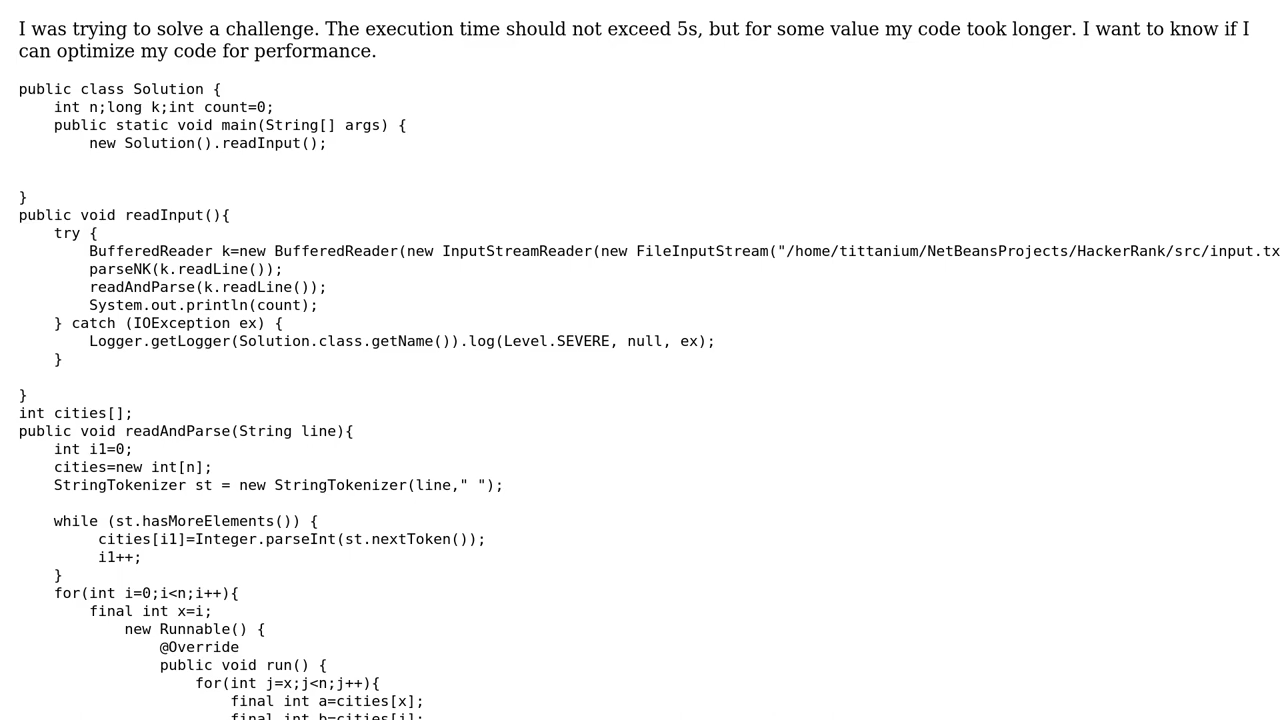 I was trying to solve a challenge. The execution time should not exceed 5s, but for some value my code took longer. I want to know if I
can optimize my code for performance.
public class Solution {
    int n;long k;int count=0;
    public static void main(String[] args) {
        new Solution().readInput();
}
public void readInput(){
    try {
        BufferedReader k=new BufferedReader(new InputStreamReader(new FileInputStream("/home/tittanium/NetBeansProjects/HackerRank/src/input.tx
        parseNK(k.readLine());
        readAndParse(k.readLine());
        System.out.println(count);
    } catch (IOException ex) {
        Logger.getLogger(Solution.class.getName()).log(Level.SEVERE, null, ex);
    }
}
int cities[];
public void readAndParse(String line){
    int i1=0;
    cities=new int[n];
    StringTokenizer st = new StringTokenizer(line," ");
    while (st.hasMoreElements()) {
         cities[i1]=Integer.parseInt(st.nextToken());
         i1++;
    }
    for(int i=0;i<n;i++){
        final int x=i;
            new Runnable() {
                @Override
                public void run() {
                    for(int j=x;j<n;j++){
                        final int a=cities[x];
                        final int b=cities[j];